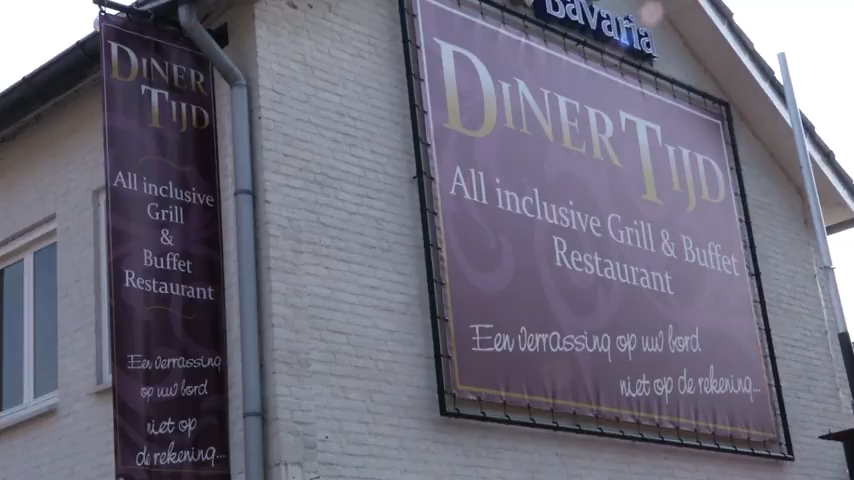 DINER
TIJD
All inclusive
Grill
&
Buffet
Restaurant
Een verrassing
op uw bord
niet op
de rekening...
Bavaria
DINER TIJD
All inclusive Grill & Buffet
Restaurant
Een verrassing op uw bord
niet op de rekening...